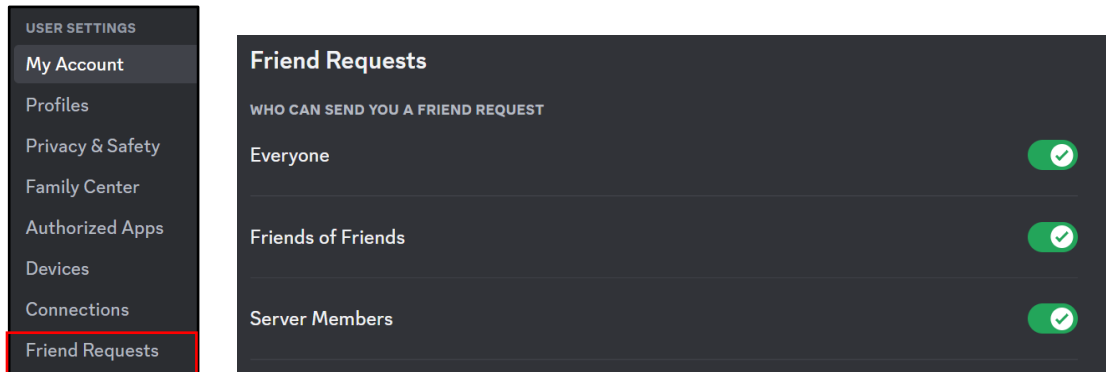 USER SETTINGS
My Account
Profiles
Privacy & Safety
Family Center
Authorized Apps
Devices
Connections
Friend Requests
Friend Requests
WHO CAN SEND YOU A FRIEND REQUEST
Everyone
Friends of Friends
Server Members